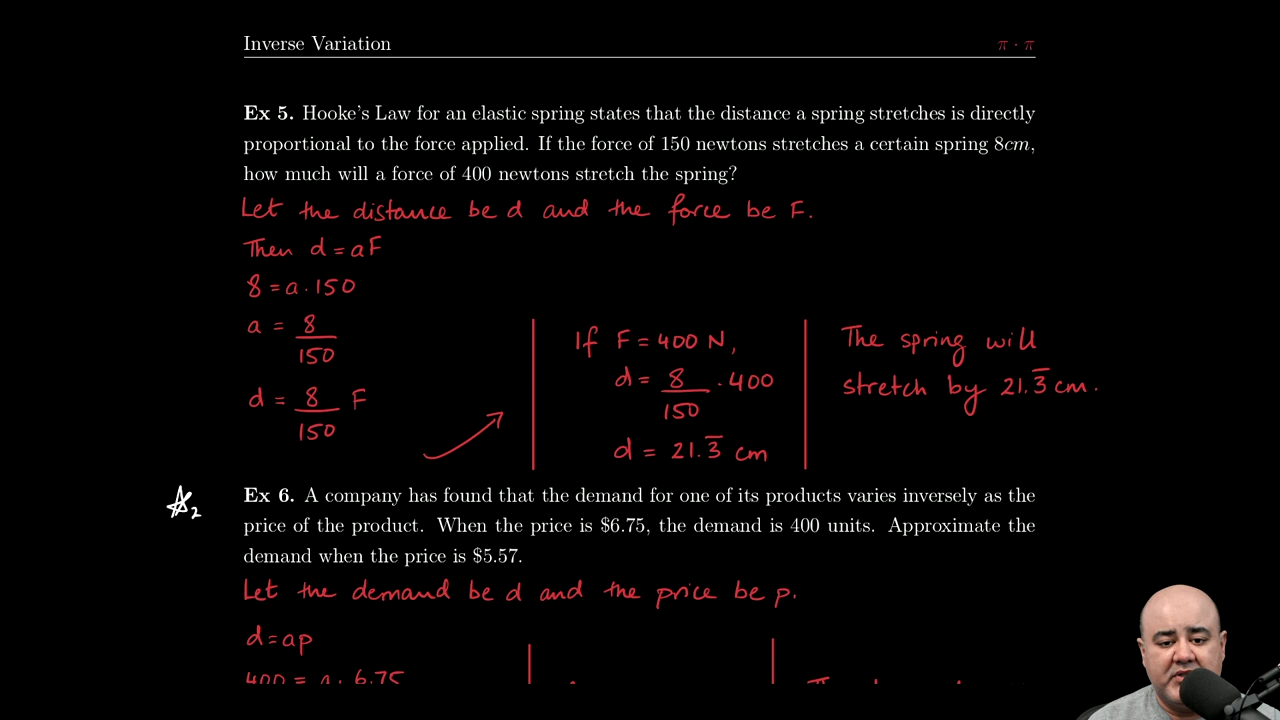 Inverse Variation π · π
Ex 5. Hooke's Law for an elastic spring states that the distance a spring stretches is directly
proportional to the force applied. If the force of 150 newtons stretches a certain spring 8cm,
how much will a force of 400 newtons stretch the spring?
Let the distance be d and the force be F.
Then d = aF
8 = a · 150
a = 8/150
d = 8/150 F
If F = 400 N,
d = 8/150 · 400
d = 21.3̅ cm
The spring will
stretch by 21.3̅ cm.
Ex 6. A company has found that the demand for one of its products varies inversely as the
price of the product. When the price is $6.75, the demand is 400 units. Approximate the
demand when the price is $5.57.
Let the demand be d and the price be p.
d = ap
400 = a · 6.75